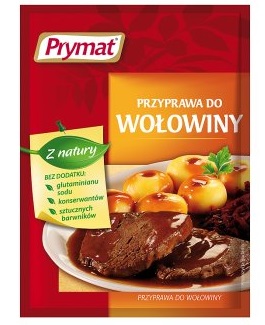 Prymat®
PRZYPRAWA DO
WOŁOWINY
Z natury
BEZ DODATKU:
• glutaminianu
sodu
• konserwantów
• sztucznych
barwników
PRZYPRAWA DO WOŁOWINY